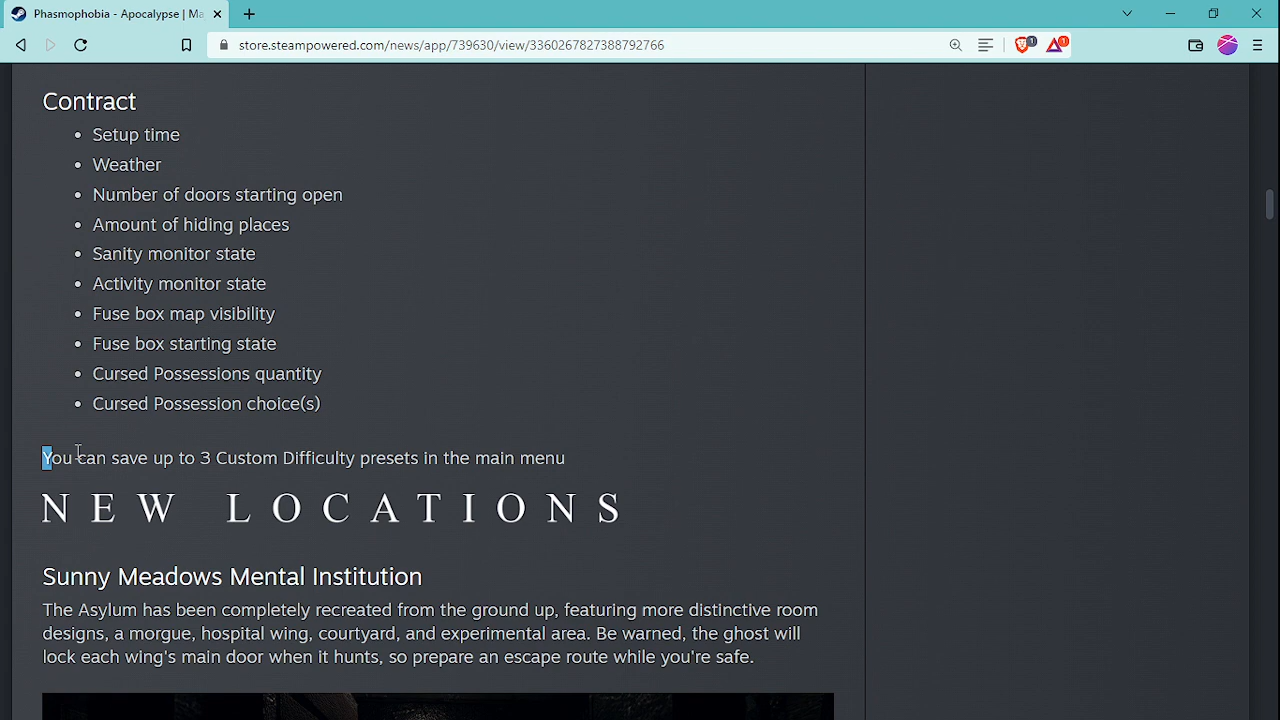 Phasmophobia - Apocalypse | Ma
store.steampowered.com/news/app/739630/view/3360267827388792766
1
1
Contract
• Setup time
• Weather
• Number of doors starting open
• Amount of hiding places
• Sanity monitor state
• Activity monitor state
• Fuse box map visibility
• Fuse box starting state
• Cursed Possessions quantity
• Cursed Possession choice(s)
You can save up to 3 Custom Difficulty presets in the main menu
NEW LOCATIONS
Sunny Meadows Mental Institution
The Asylum has been completely recreated from the ground up, featuring more distinctive room
designs, a morgue, hospital wing, courtyard, and experimental area. Be warned, the ghost will
lock each wing's main door when it hunts, so prepare an escape route while you're safe.